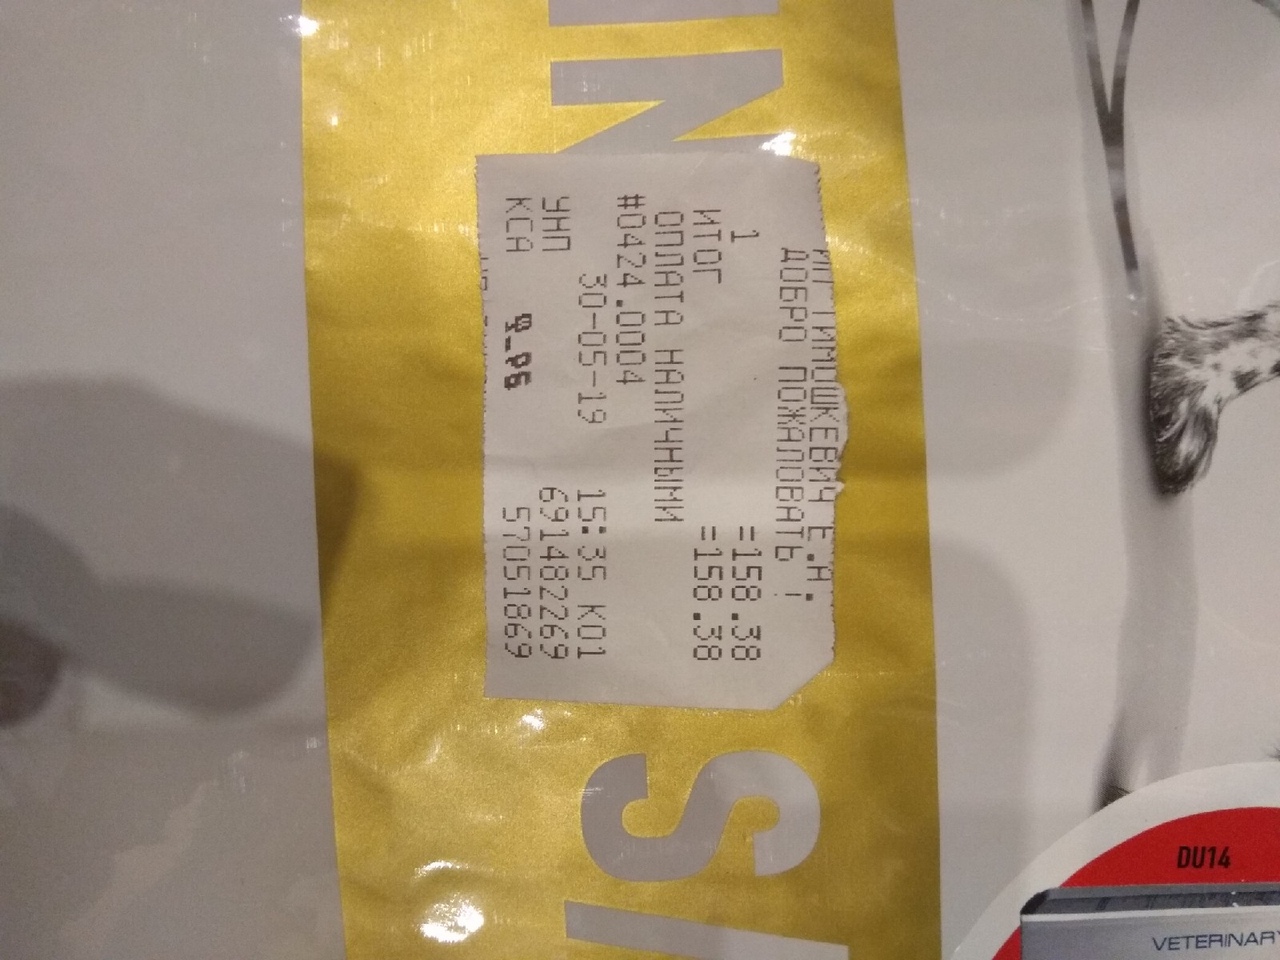 ДОБРО ПОЖАЛОВАТЬ !
1 =158.38
ИТОГ =158.38
ОПЛАТА НАЛИЧНЫМИ
#0424.0004
30-05-19 15:35 К01
УНП 691482269
КСА 57051869
N
S
DU14
VETERINARY